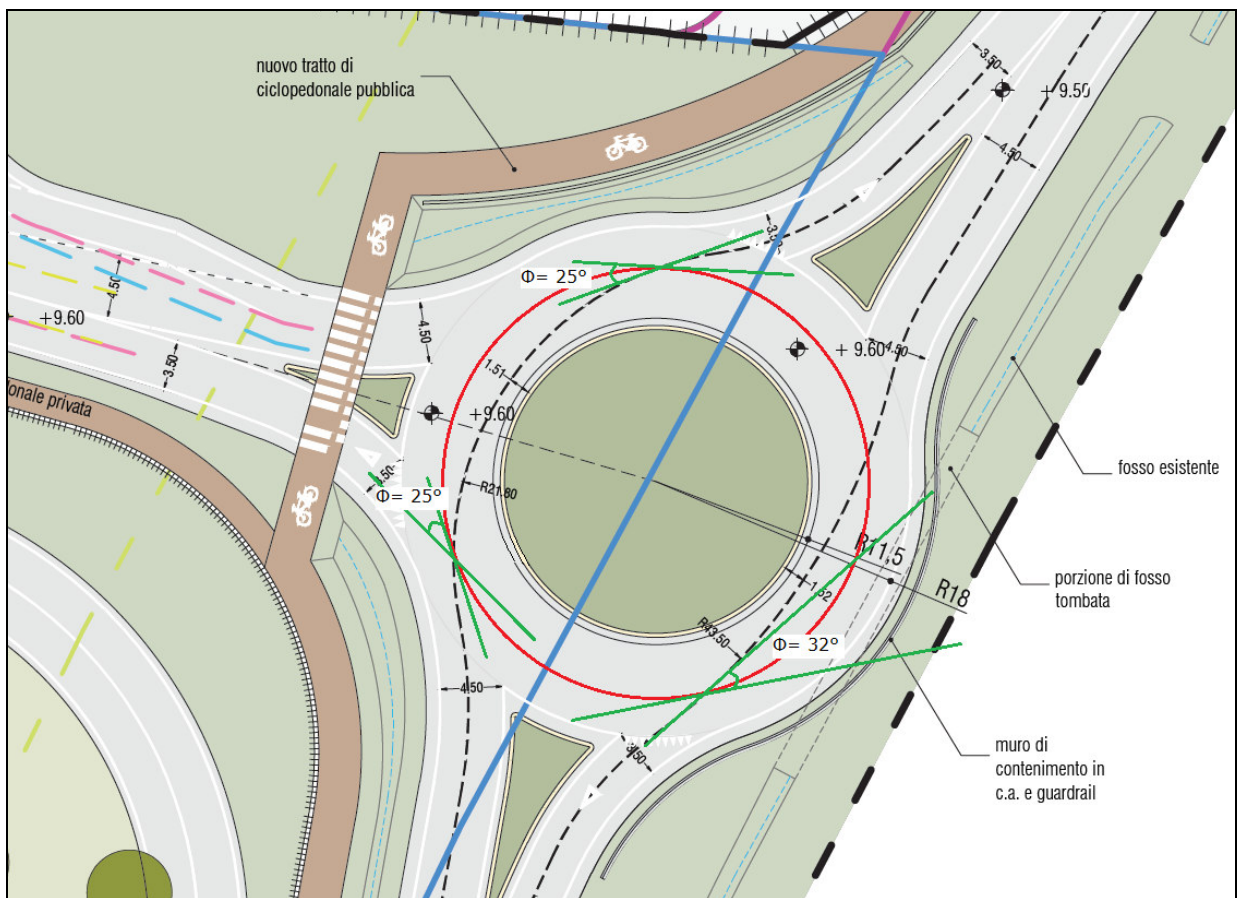 nuovo tratto di
ciclopedonale pubblica
3.50
+ 9.50
4.50
3.50
Φ= 25°
4.50
+9.60
3.50
4.50
+ 9.60
4.50
1.51
+9.60
onale privata
3.50
Φ= 25°
R21.80
fosso esistente
R11,5
R18
1.52
porzione di fosso
tombata
R43.50
Φ= 32°
4.50
3.50
muro di
contenimento in
c.a. e guardrail